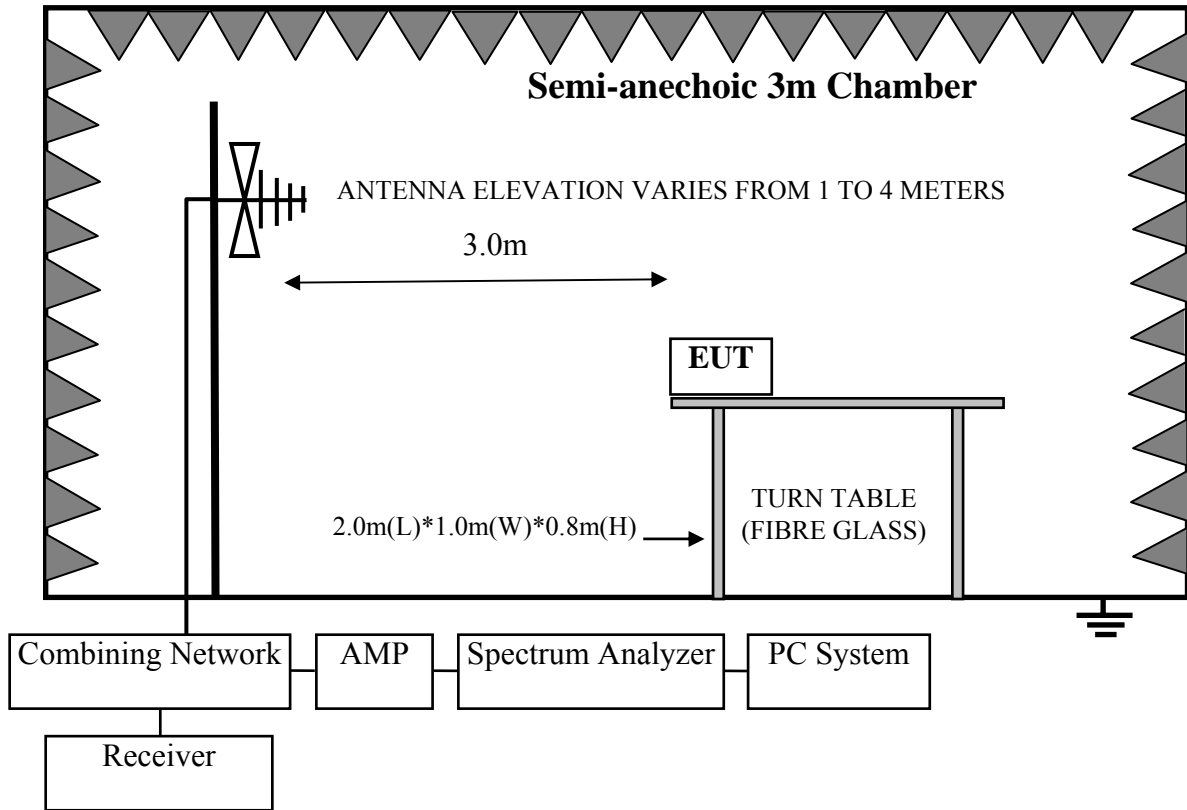 Semi-anechoic 3m Chamber
ANTENNA ELEVATION VARIES FROM 1 TO 4 METERS
3.0m
EUT
TURN TABLE
(FIBRE GLASS)
2.0m(L)*1.0m(W)*0.8m(H)
Combining Network
AMP
Spectrum Analyzer
PC System
Receiver